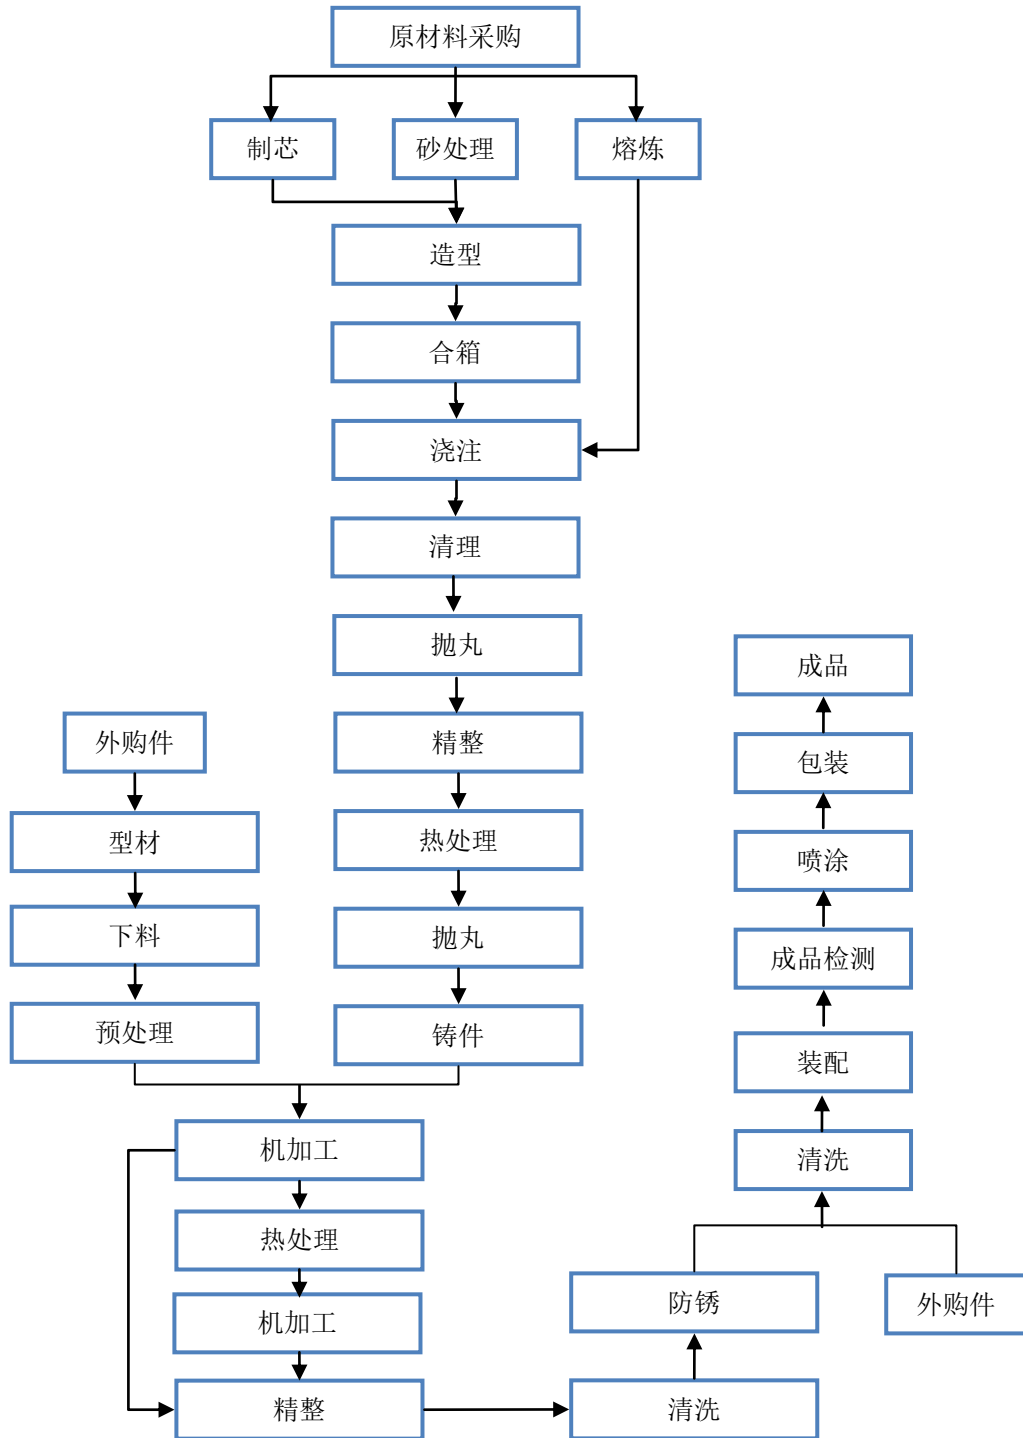 原材料采购
制芯
砂处理
熔炼
造型
合箱
浇注
清理
抛丸
精整
热处理
抛丸
铸件
外购件
型材
下料
预处理
机加工
热处理
机加工
精整
清洗
防锈
外购件
清洗
装配
成品检测
喷涂
包装
成品